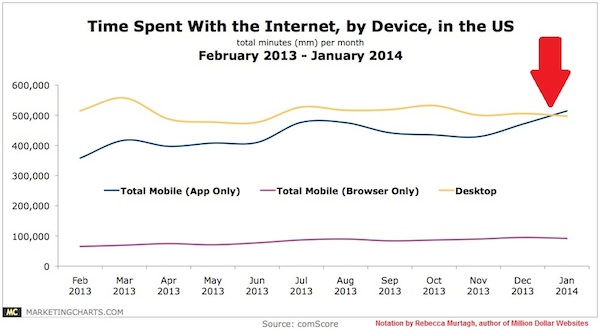 Time Spent With the Internet, by Device, in the US
total minutes (mm) per month
February 2013 - January 2014
600,000
500,000
400,000
300,000
200,000
100,000
0
Total Mobile (App Only)
Total Mobile (Browser Only)
Desktop
Feb 2013
Mar 2013
Apr 2013
May 2013
Jun 2013
Jul 2013
Aug 2013
Sep 2013
Oct 2013
Nov 2013
Dec 2013
Jan 2014
MC MARKETINGCHARTS.COM
Source: comScore
Notation by Rebecca Murtagh, author of Million Dollar Websites